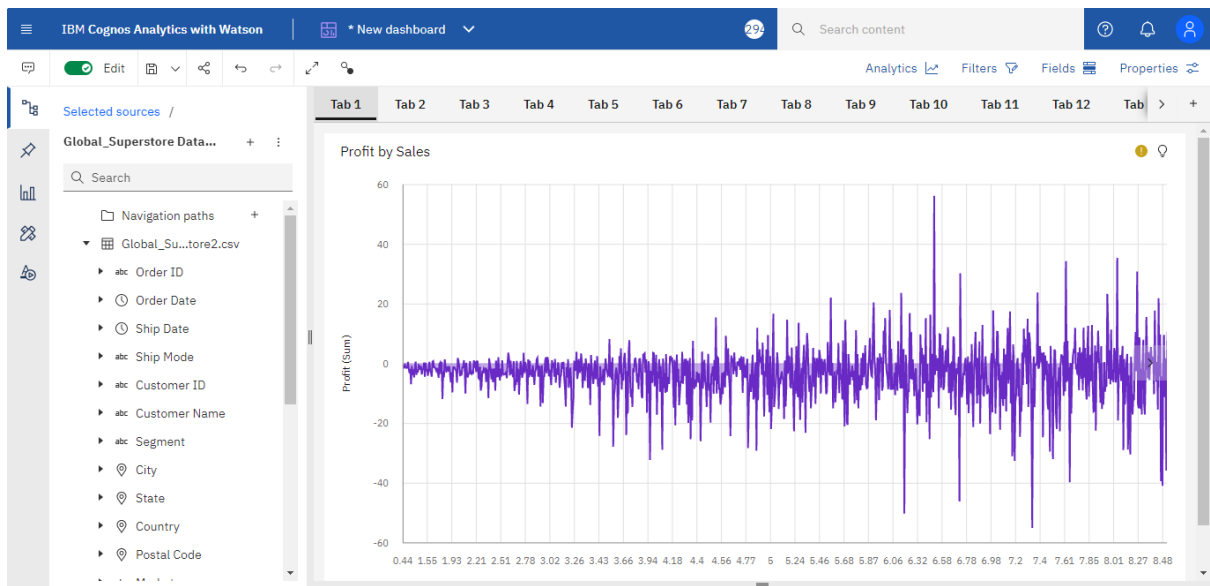 IBM Cognos Analytics with Watson
* New dashboard
294
Search content
Edit
Analytics
Filters
Fields
Properties
Selected sources /
Tab 1 Tab 2 Tab 3 Tab 4 Tab 5 Tab 6 Tab 7 Tab 8 Tab 9 Tab 10 Tab 11 Tab 12 Tab
Global_Superstore Data...
Search
Navigation paths
Global_Su...tore2.csv
abc Order ID
Order Date
Ship Date
abc Ship Mode
abc Customer ID
abc Customer Name
abc Segment
City
State
Country
Postal Code
Profit by Sales
Profit (Sum)
60
40
20
0
-20
-40
-60
0.44 1.55 1.93 2.21 2.51 2.78 3.02 3.26 3.43 3.66 3.94 4.18 4.4 4.56 4.77 5 5.24 5.46 5.68 5.87 6.06 6.32 6.58 6.78 6.98 7.2 7.4 7.61 7.85 8.01 8.27 8.48